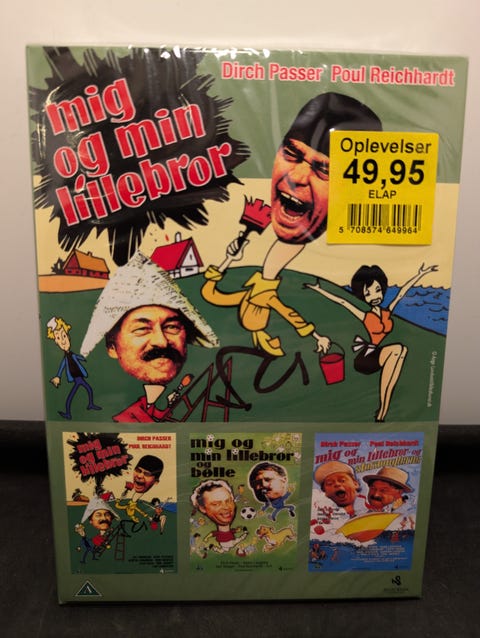 Dirch Passer Poul Reichhardt
mig
og min
lillebror
Oplevelser
49,95
ELAP
5 708574 649964
DIRCH PASSER
POUL REICHHARDT
mig
og min
lillebror
mig og
min lillebror
og
bølle
Dirch Passer Poul Reichhardt
mig og
min lillebror og
storsmuglerne
A